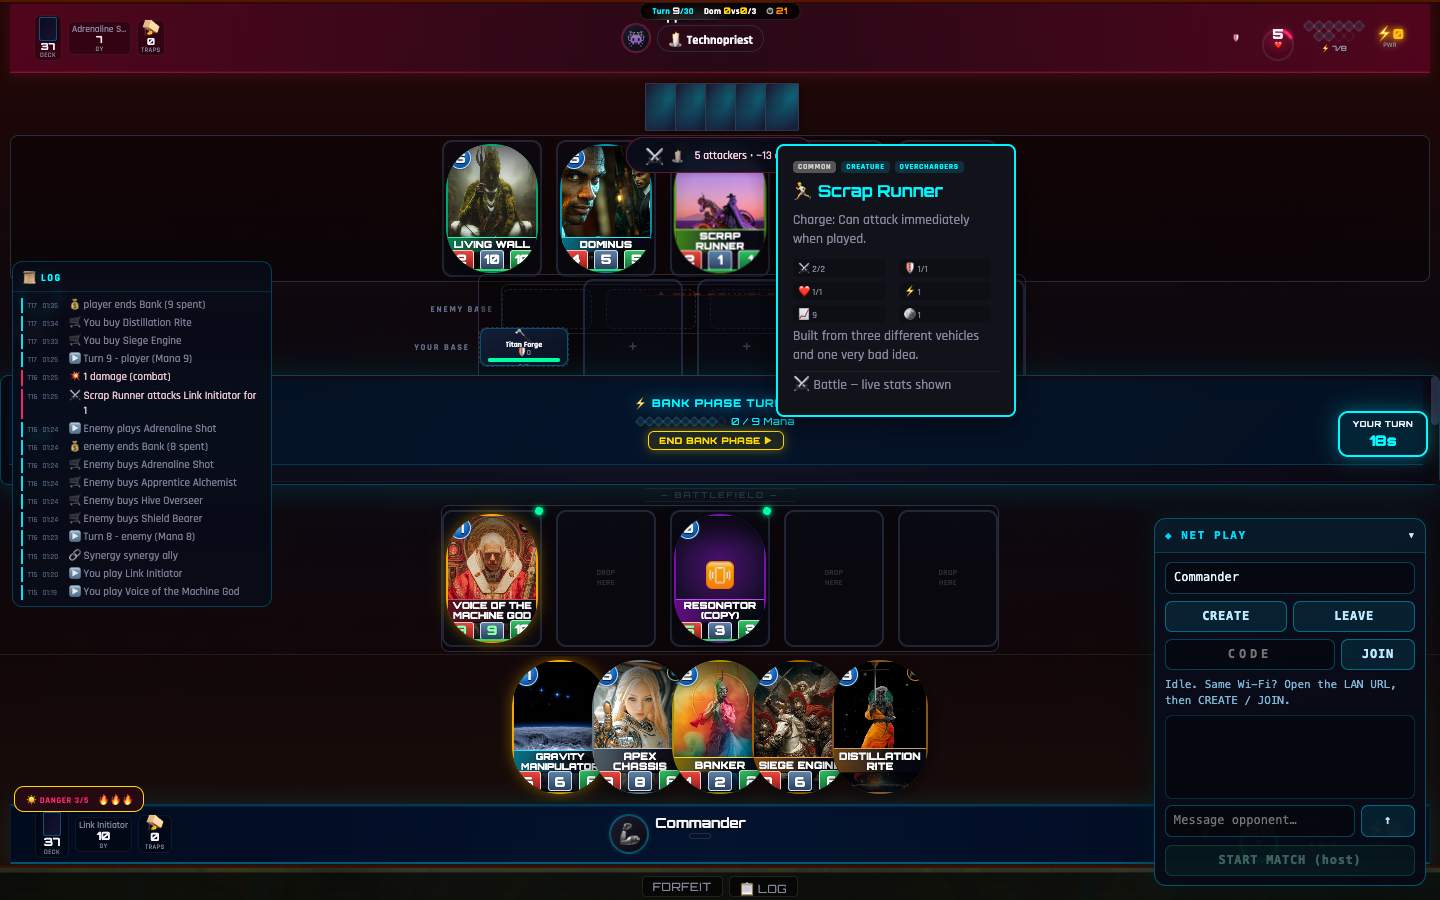 Turn 9/30 Dom 0vs0/3 ⏱ 21
37
DECK
Adrenaline S...
7
GY
0
TRAPS
Technopriest
5
7/8
0
PWR
5 attackers • ~13
LIVING WALL
10
DOMINUS
5
SCRAP
RUNNER
1
COMMON
CREATURE
OVERCHARGERS
Scrap Runner
Charge: Can attack immediately
when played.
2/2
1/1
1/1
1
9
1
Built from three different vehicles
and one very bad idea.
Battle – live stats shown
LOG
T17 01:35 player ends Bank (9 spent)
T17 01:34 You buy Distillation Rite
T17 01:33 You buy Siege Engine
T17 01:25 Turn 9 - player (Mana 9)
T16 01:25 1 damage (combat)
T16 01:25 Scrap Runner attacks Link Initiator for
1
T16 01:24 Enemy plays Adrenaline Shot
T16 01:24 enemy ends Bank (8 spent)
T16 01:24 Enemy buys Adrenaline Shot
T16 01:24 Enemy buys Apprentice Alchemist
T16 01:24 Enemy buys Hive Overseer
T16 01:24 Enemy buys Shield Bearer
T16 01:23 Turn 8 - enemy (Mana 8)
T15 01:20 Synergy synergy ally
T15 01:20 You play Link Initiator
T15 01:19 You play Voice of the Machine God
ENEMY BASE
YOUR BASE
Titan Forge
0
+
+
BANK PHASE TUR
0 / 9 Mana
END BANK PHASE ▶
YOUR TURN
18s
— BATTLEFIELD —
VOICE OF THE
MACHINE GOD
9
DROP
HERE
RESONATOR
(COPY)
3
DROP
HERE
DROP
HERE
GRAVITY
MANIPULATOR
6
APEX
CHASSIS
8
BANKER
2
SIEGE ENGINE
6
DISTILLATION
RITE
DANGER 3/5
37
DECK
Link Initiator
10
GY
0
TRAPS
Commander
NET PLAY
Commander
CREATE
LEAVE
CODE
JOIN
Idle. Same Wi-Fi? Open the LAN URL,
then CREATE / JOIN.
Message opponent…
↑
START MATCH (host)
FORFEIT
LOG